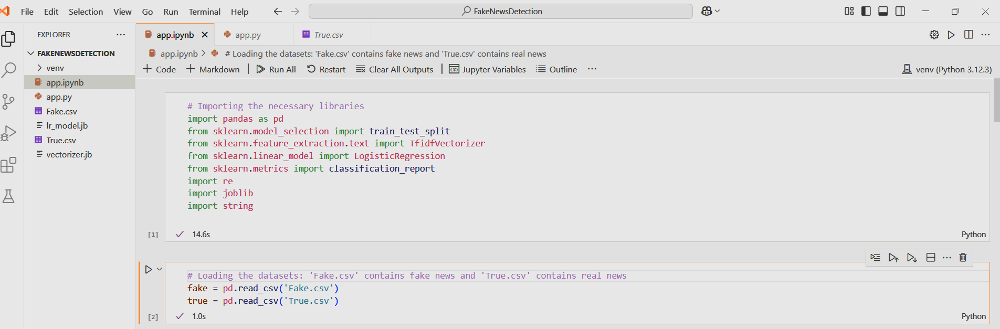 File Edit Selection View Go Run Terminal Help
FakeNewsDetection
EXPLORER
FAKENEWSDETECTION
venv
app.ipynb
app.py
Fake.csv
lr_model.jb
True.csv
vectorizer.jb
app.ipynb app.py True.csv
app.ipynb # Loading the datasets: 'Fake.csv' contains fake news and 'True.csv' contains real news
Code Markdown Run All Restart Clear All Outputs Jupyter Variables Outline venv (Python 3.12.3)
# Importing the necessary libraries
import pandas as pd
from sklearn.model_selection import train_test_split
from sklearn.feature_extraction.text import TfidfVectorizer
from sklearn.linear_model import LogisticRegression
from sklearn.metrics import classification_report
import re
import joblib
import string
[1] 14.6s Python
# Loading the datasets: 'Fake.csv' contains fake news and 'True.csv' contains real news
fake = pd.read_csv('Fake.csv')
true = pd.read_csv('True.csv')
[2] 1.0s Python